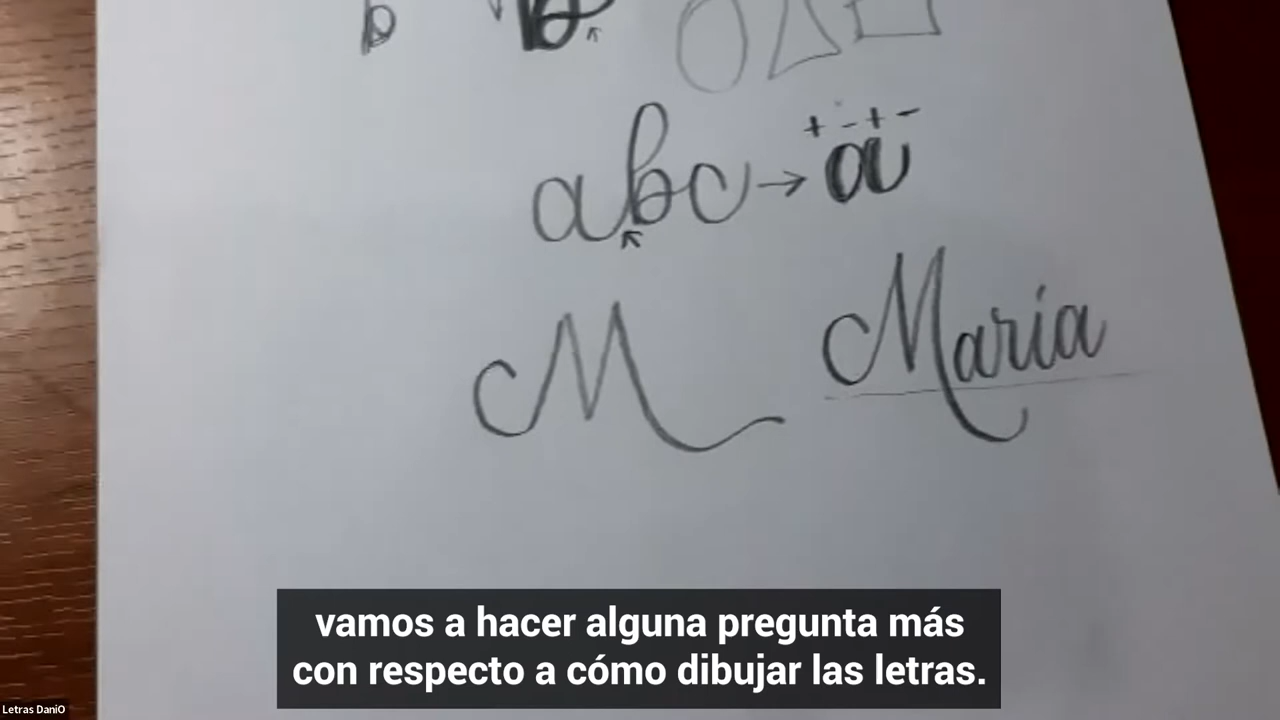 b b
abc → a
+ - + -
M María
vamos a hacer alguna pregunta más
con respecto a cómo dibujar las letras.
Letras DaniO